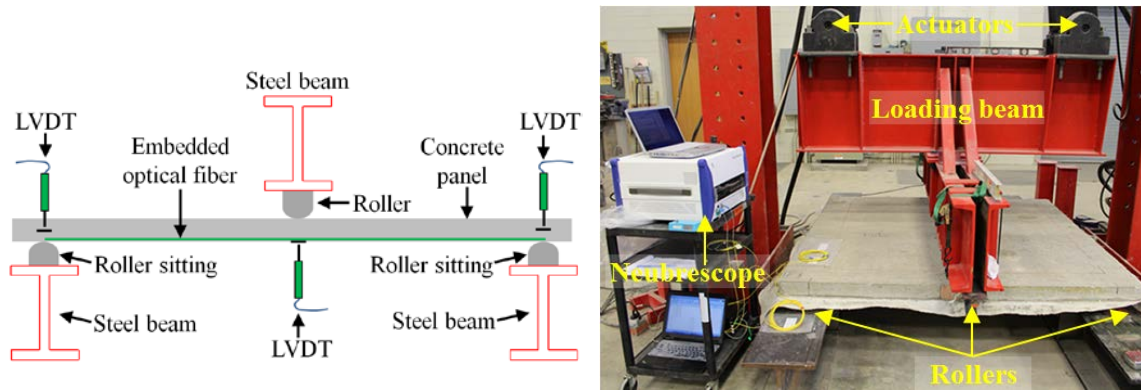 Steel beam
LVDT
Embedded
optical fiber
Concrete
panel
LVDT
Roller
Roller sitting
Roller sitting
Steel beam
LVDT
Steel beam
Actuators
Loading beam
Neubrescope
Rollers